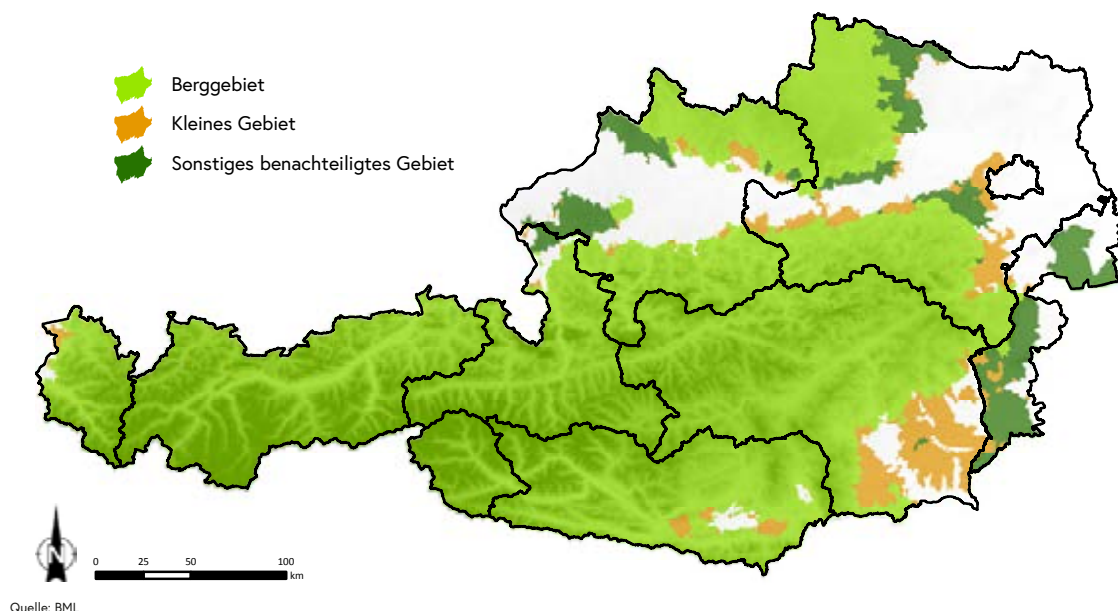 Berggebiet
Kleines Gebiet
Sonstiges benachteiligtes Gebiet
N
0 25 50 100
km
Quelle: BML